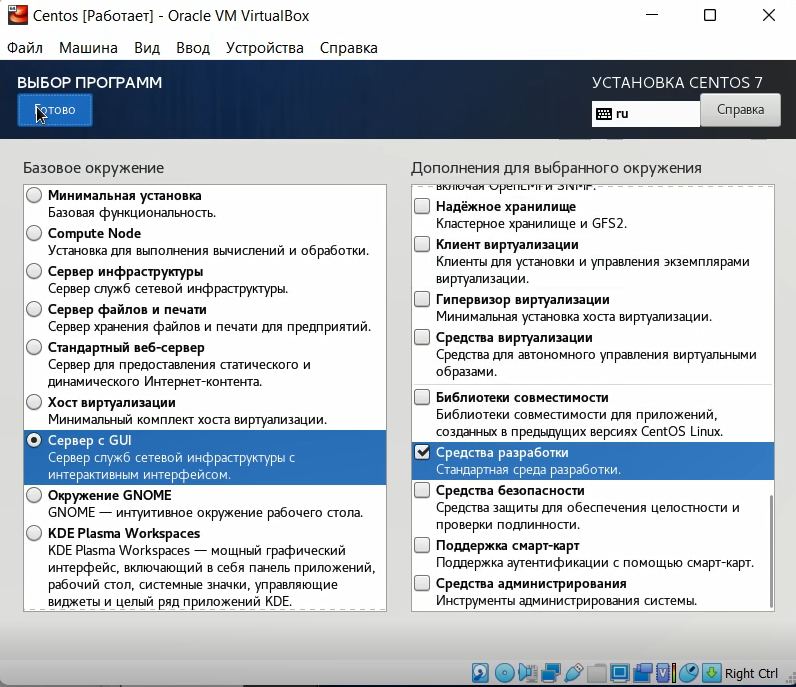 Centos [Работает] - Oracle VM VirtualBox
Файл Машина Вид Ввод Устройства Справка
ВЫБОР ПРОГРАММ
УСТАНОВКА CENTOS 7
Готово
ru
Справка
Базовое окружение
Минимальная установка
Базовая функциональность.
Compute Node
Установка для выполнения вычислений и обработки.
Сервер инфраструктуры
Сервер служб сетевой инфраструктуры.
Сервер файлов и печати
Сервер хранения файлов и печати для предприятий.
Стандартный веб-сервер
Сервер для предоставления статического и
динамического Интернет-контента.
Хост виртуализации
Минимальный комплект хоста виртуализации.
Сервер с GUI
Сервер служб сетевой инфраструктуры с
интерактивным интерфейсом.
Окружение GNOME
GNOME — интуитивное окружение рабочего стола.
KDE Plasma Workspaces
KDE Plasma Workspaces — мощный графический
интерфейс, включающий в себя панель приложений,
рабочий стол, системные значки, управляющие
виджеты и целый ряд приложений KDE.
Дополнения для выбранного окружения
включая OpenLMI и SNMP.
Надёжное хранилище
Кластерное хранилище и GFS2.
Клиент виртуализации
Клиенты для установки и управления экземплярами
виртуализации.
Гипервизор виртуализации
Минимальная установка хоста виртуализации.
Средства виртуализации
Средства для автономного управления виртуальными
образами.
Библиотеки совместимости
Библиотеки совместимости для приложений,
созданных в предыдущих версиях CentOS Linux.
Средства разработки
Стандартная среда разработки.
Средства безопасности
Средства защиты для обеспечения целостности и
проверки подлинности.
Поддержка смарт-карт
Поддержка аутентификации с помощью смарт-карт.
Средства администрирования
Инструменты администрирования системы.
Right Ctrl